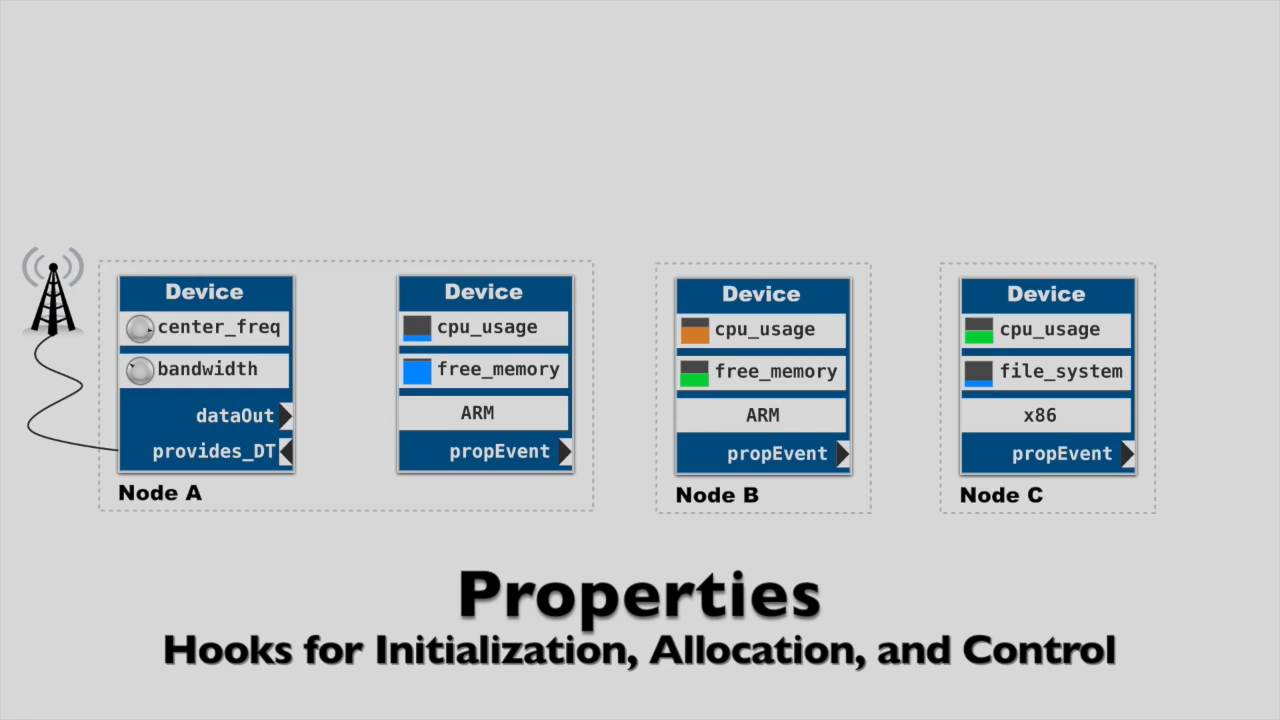 Device
center_freq
bandwidth
dataOut
provides_DT
Node A
Device
cpu_usage
free_memory
ARM
propEvent
Device
cpu_usage
free_memory
ARM
propEvent
Node B
Device
cpu_usage
file_system
x86
propEvent
Node C
Properties
Hooks for Initialization, Allocation, and Control